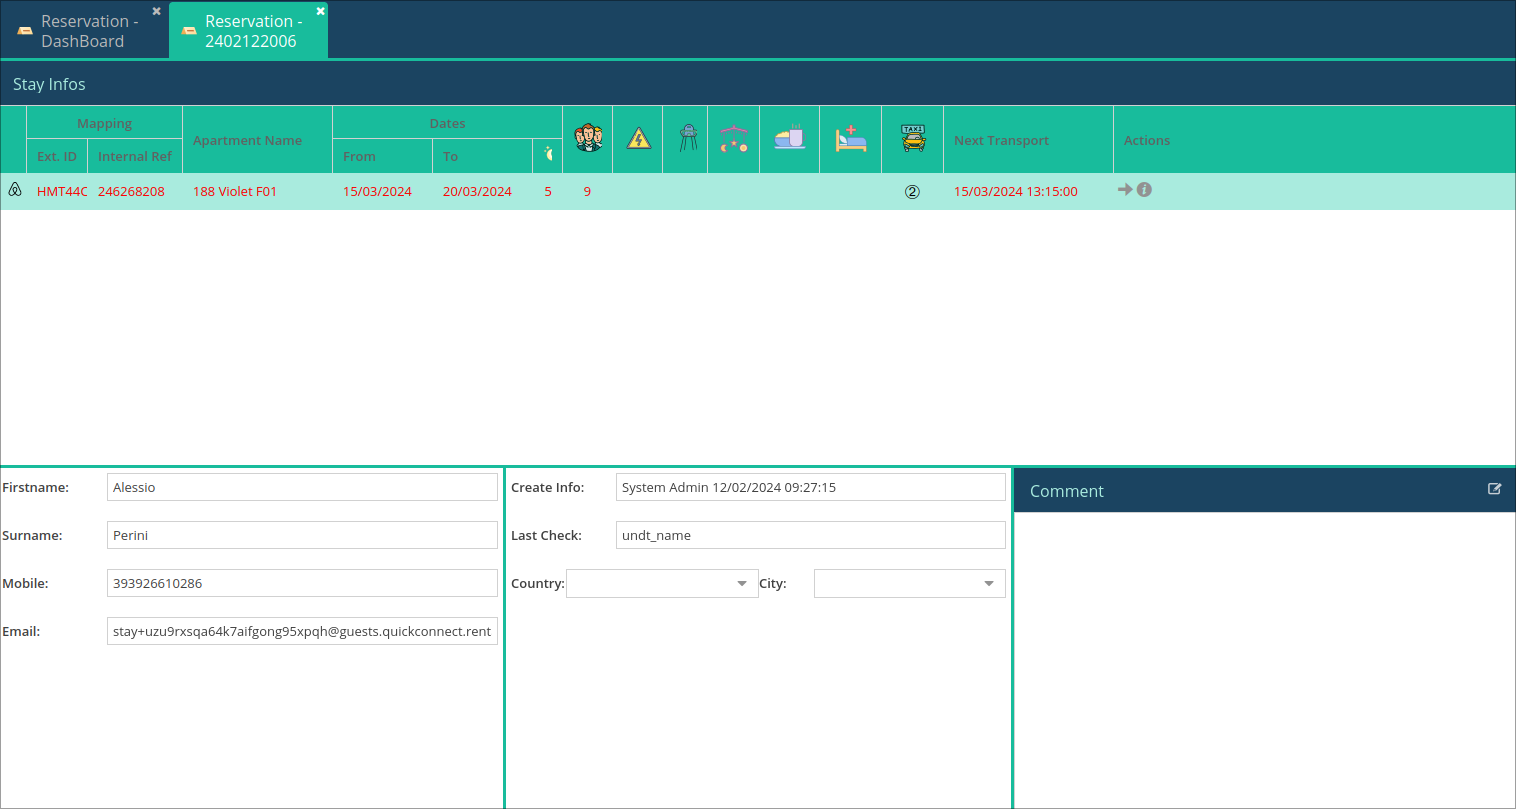 Reservation -
DashBoard
Reservation -
2402122006
Stay Infos
Mapping
Dates
TAXI
Apartment Name
Next Transport
Actions
Ext. ID
Internal Ref
From
To
HMT44C
246268208
188 Violet F01
15/03/2024
20/03/2024
5
9
2
15/03/2024 13:15:00
Firstname:
Alessio
Create Info:
System Admin 12/02/2024 09:27:15
Comment
Surname:
Perini
Last Check:
undt_name
Mobile:
393926610286
Country:
City:
Email:
stay+uzu9rxsqa64k7aifgong95xpqh@guests.quickconnect.rent